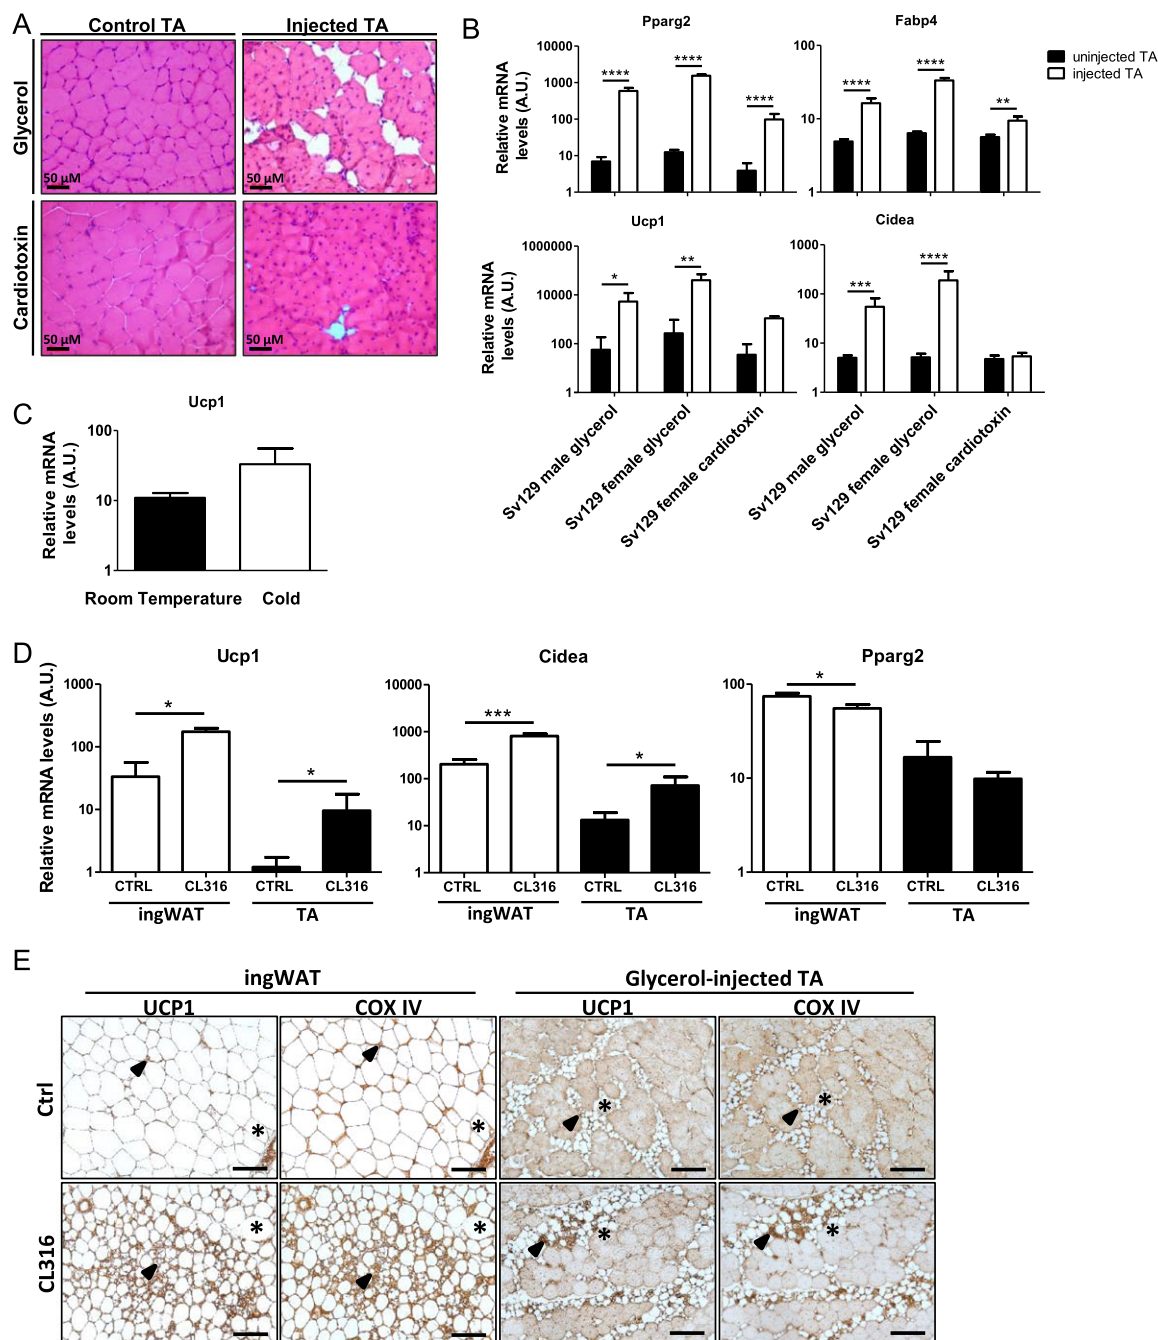 A
Control TA
Injected TA
Glycerol
50 µM
50 µM
Cardiotoxin
50 µM
50 µM
B
Pparg2
Relative mRNA
levels (A.U.)
10000
1000
100
10
1
****
****
****
Fabp4
100
10
1
****
****
**
uninjected TA
injected TA
Ucp1
Relative mRNA
levels (A.U.)
1000000
10000
100
1
*
**
Cidea
1000
100
10
1
***
****
Sv129 male glycerol
Sv129 female glycerol
Sv129 female cardiotoxin
Sv129 male glycerol
Sv129 female glycerol
Sv129 female cardiotoxin
C
Ucp1
Relative mRNA
levels (A.U.)
100
10
1
Room Temperature
Cold
D
Relative mRNA levels (A.U.)
Ucp1
1000
100
10
1
*
*
CTRL
CL316
CTRL
CL316
ingWAT
TA
Cidea
10000
1000
100
10
1
***
*
CTRL
CL316
CTRL
CL316
ingWAT
TA
Pparg2
100
10
1
*
CTRL
CL316
CTRL
CL316
ingWAT
TA
E
ingWAT
Glycerol-injected TA
UCP1
COX IV
UCP1
COX IV
Ctrl
*
*
*
*
CL316
*
*
*
*